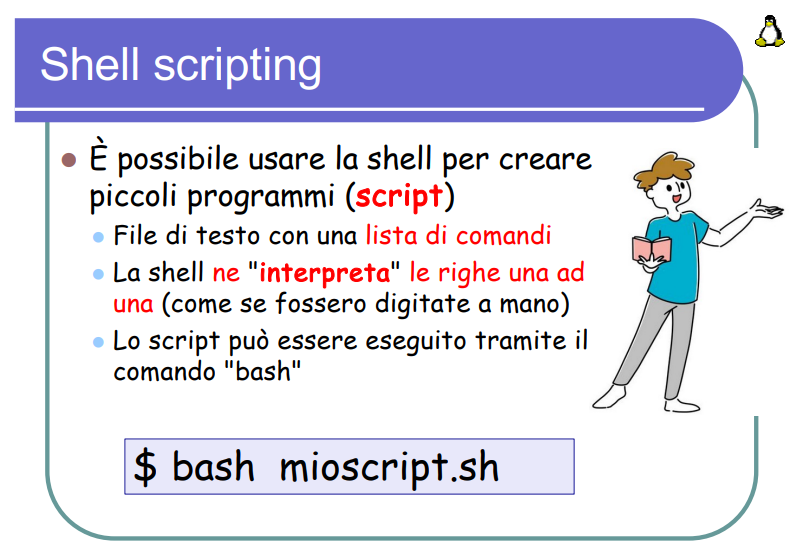 Shell scripting
È possibile usare la shell per creare
piccoli programmi (script)
File di testo con una lista di comandi
La shell ne "interpreta" le righe una ad
una (come se fossero digitate a mano)
Lo script può essere eseguito tramite il
comando "bash"
$ bash mioscript.sh